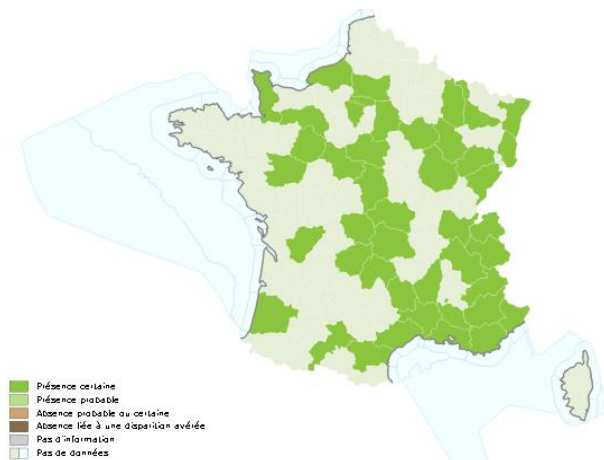 Présence certaine
Présence probable
Absence probable ou certaine
Absence liée à une disparition avérée
Pas d'information
Pas de données